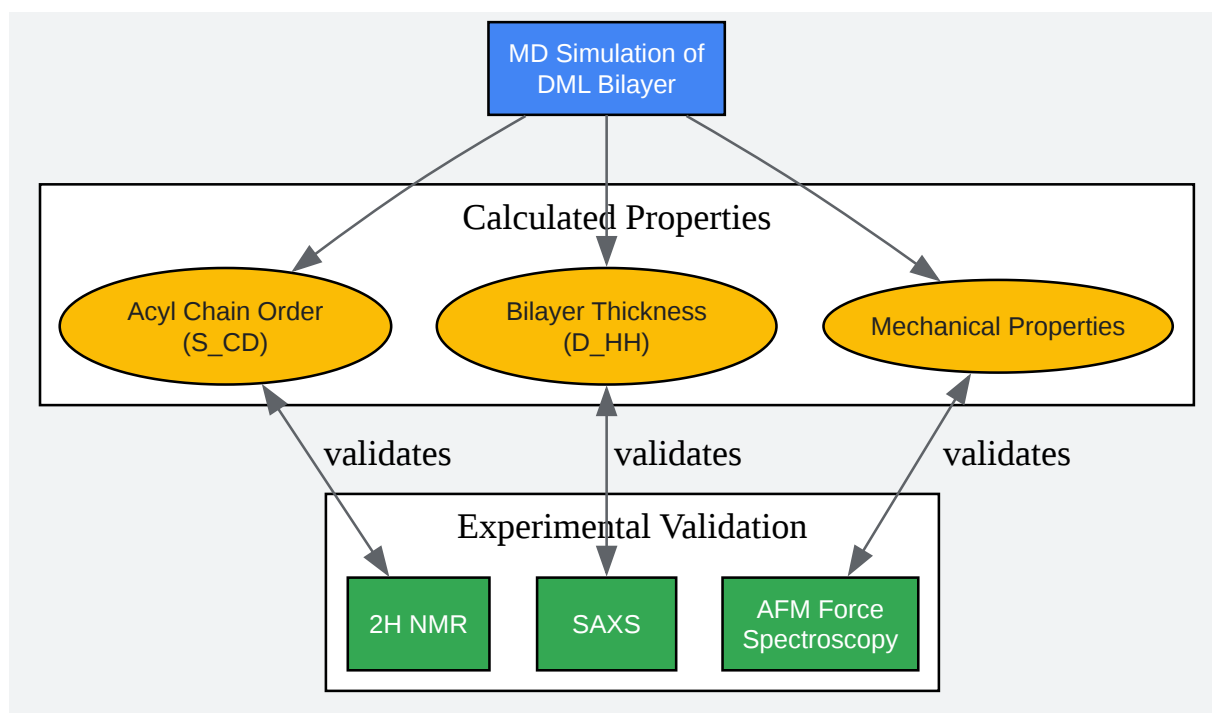 MD Simulation of
DML Bilayer
Calculated Properties
Acyl Chain Order
(S_CD)
Bilayer Thickness
(D_HH)
Mechanical Properties
validates
validates
validates
Experimental Validation
2H NMR
SAXS
AFM Force
Spectroscopy